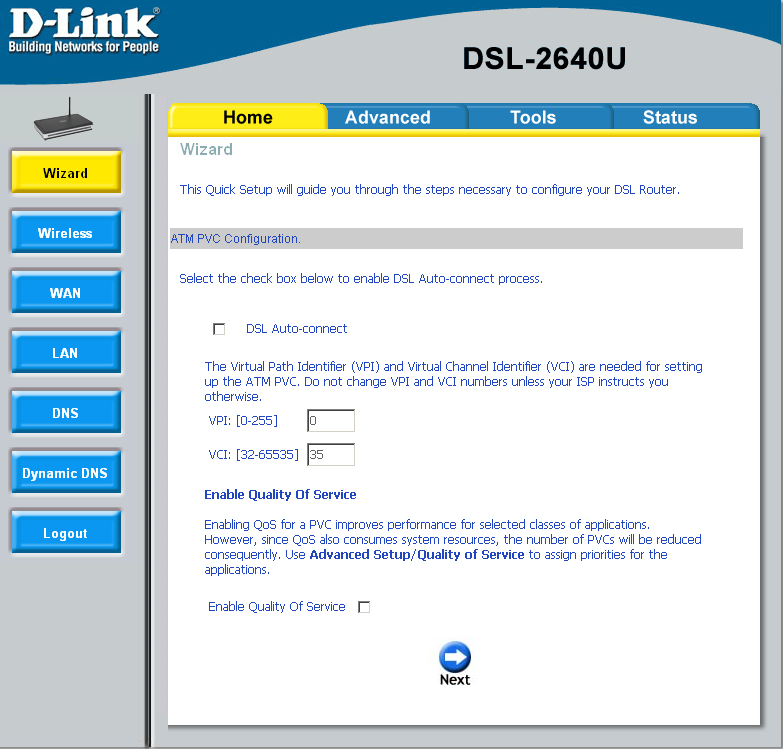 D-Link®
Building Networks for People
DSL-2640U
Home Advanced Tools Status
Wizard
Wireless
WAN
LAN
DNS
Dynamic DNS
Logout
Wizard
This Quick Setup will guide you through the steps necessary to configure your DSL Router.
ATM PVC Configuration.
Select the check box below to enable DSL Auto-connect process.
DSL Auto-connect
The Virtual Path Identifier (VPI) and Virtual Channel Identifier (VCI) are needed for setting
up the ATM PVC. Do not change VPI and VCI numbers unless your ISP instructs you
otherwise.
VPI: [0-255] 0
VCI: [32-65535] 35
Enable Quality Of Service
Enabling QoS for a PVC improves performance for selected classes of applications.
However, since QoS also consumes system resources, the number of PVCs will be reduced
consequently. Use Advanced Setup/Quality of Service to assign priorities for the
applications.
Enable Quality Of Service
Next